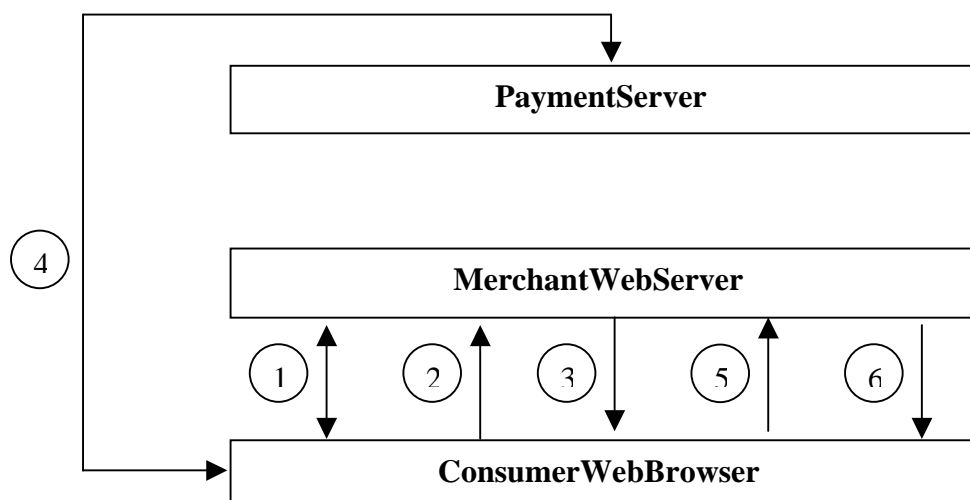 PaymentServer
4
MerchantWebServer
1 2 3 5 6
ConsumerWebBrowser